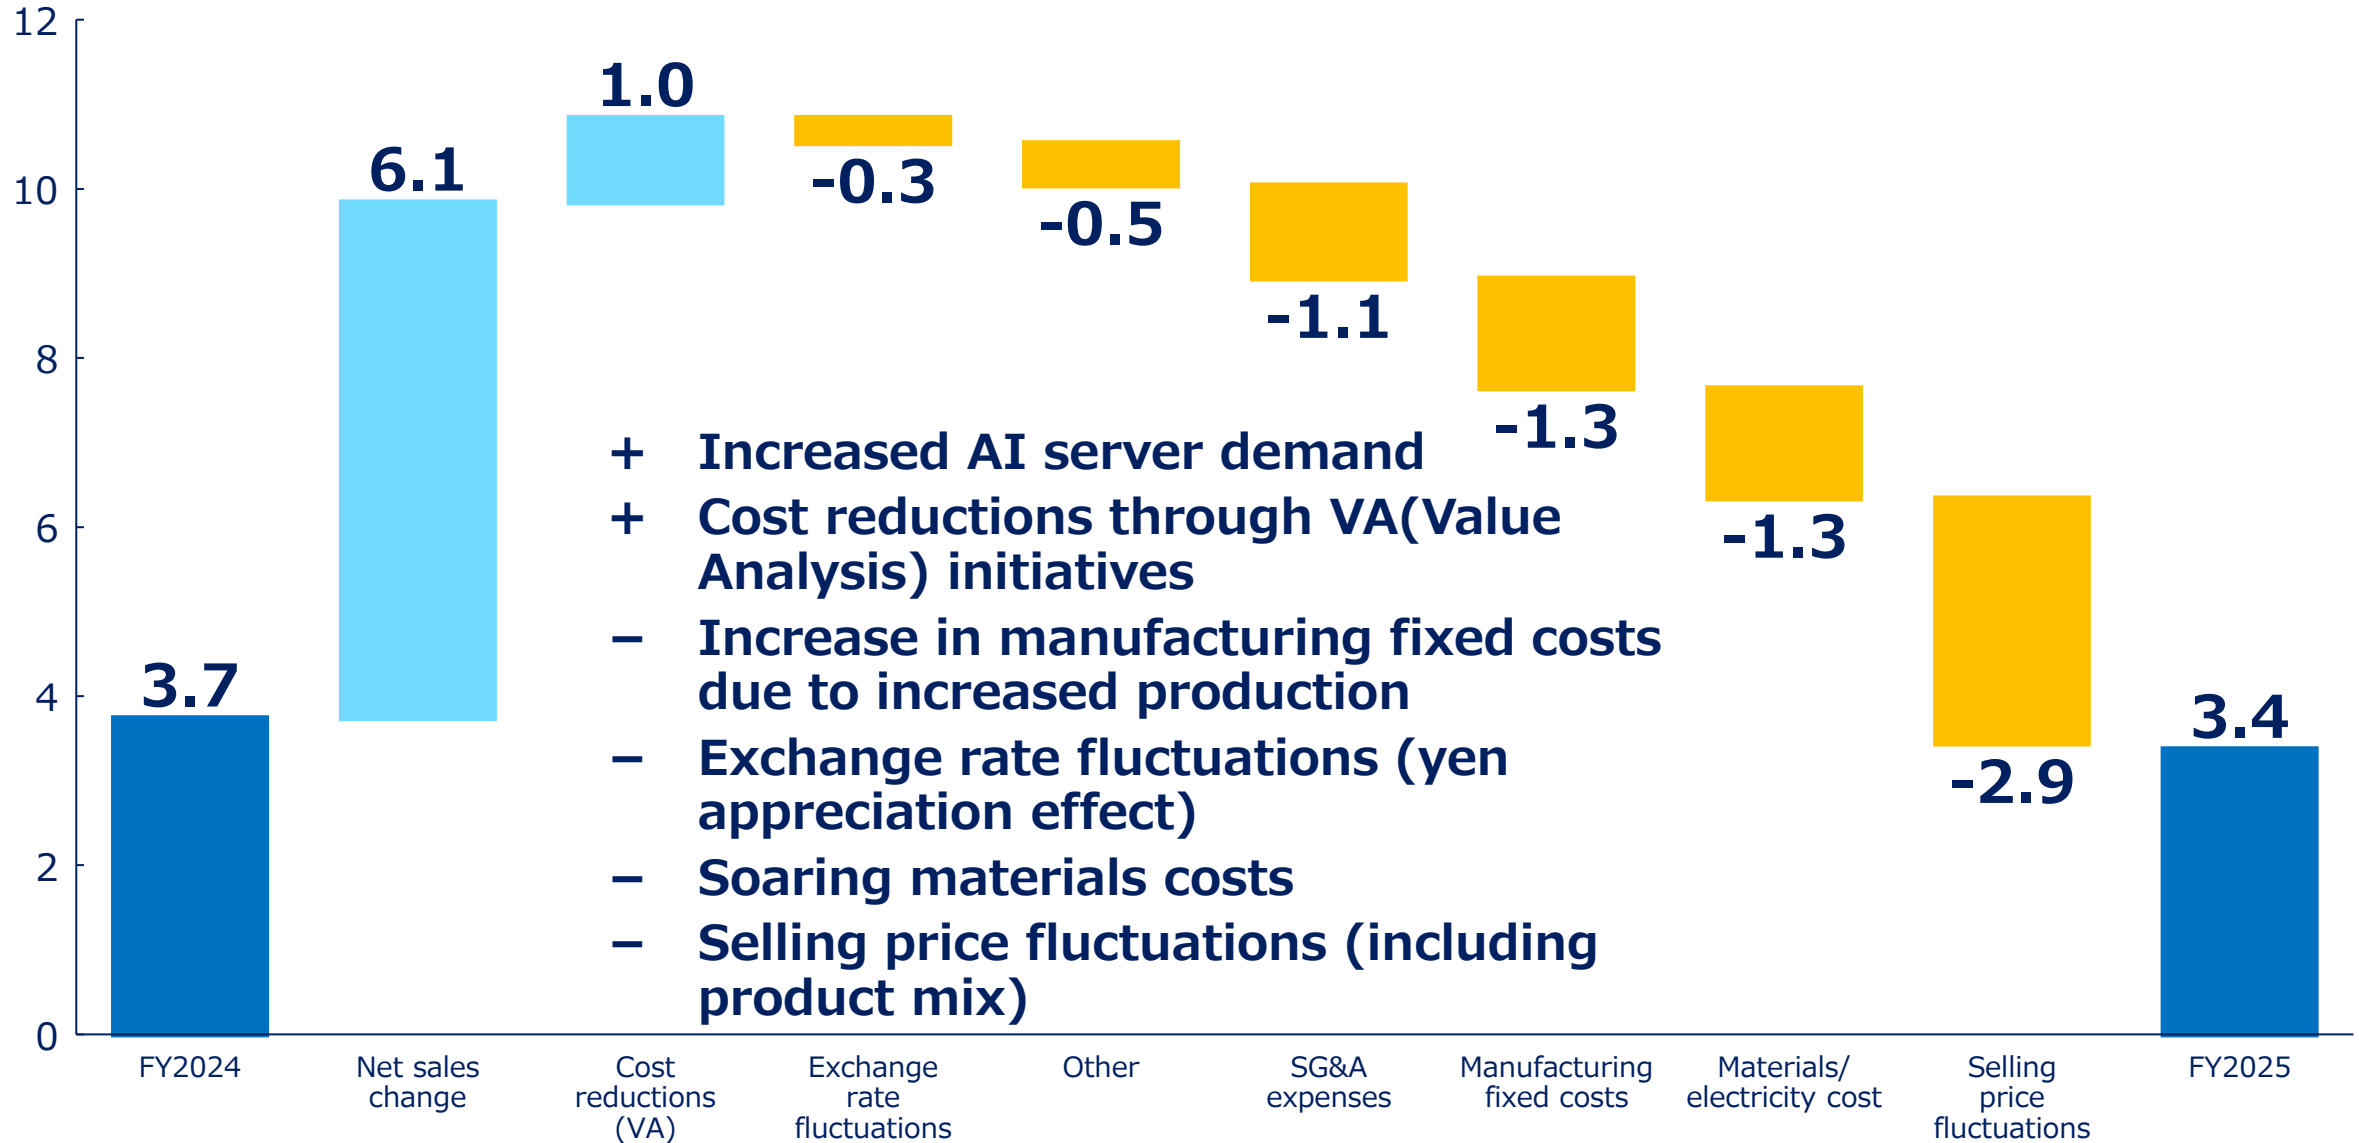 12
10
8
6
4
2
0
3.7
6.1
1.0
-0.3
-0.5
-1.1
-1.3
-1.3
-2.9
3.4
+ Increased AI server demand
+ Cost reductions through VA(Value
Analysis) initiatives
− Increase in manufacturing fixed costs
due to increased production
− Exchange rate fluctuations (yen
appreciation effect)
− Soaring materials costs
− Selling price fluctuations (including
product mix)
FY2024
Net sales
change
Cost
reductions
(VA)
Exchange
rate
fluctuations
Other
SG&A
expenses
Manufacturing
fixed costs
Materials/
electricity cost
Selling
price
fluctuations
FY2025